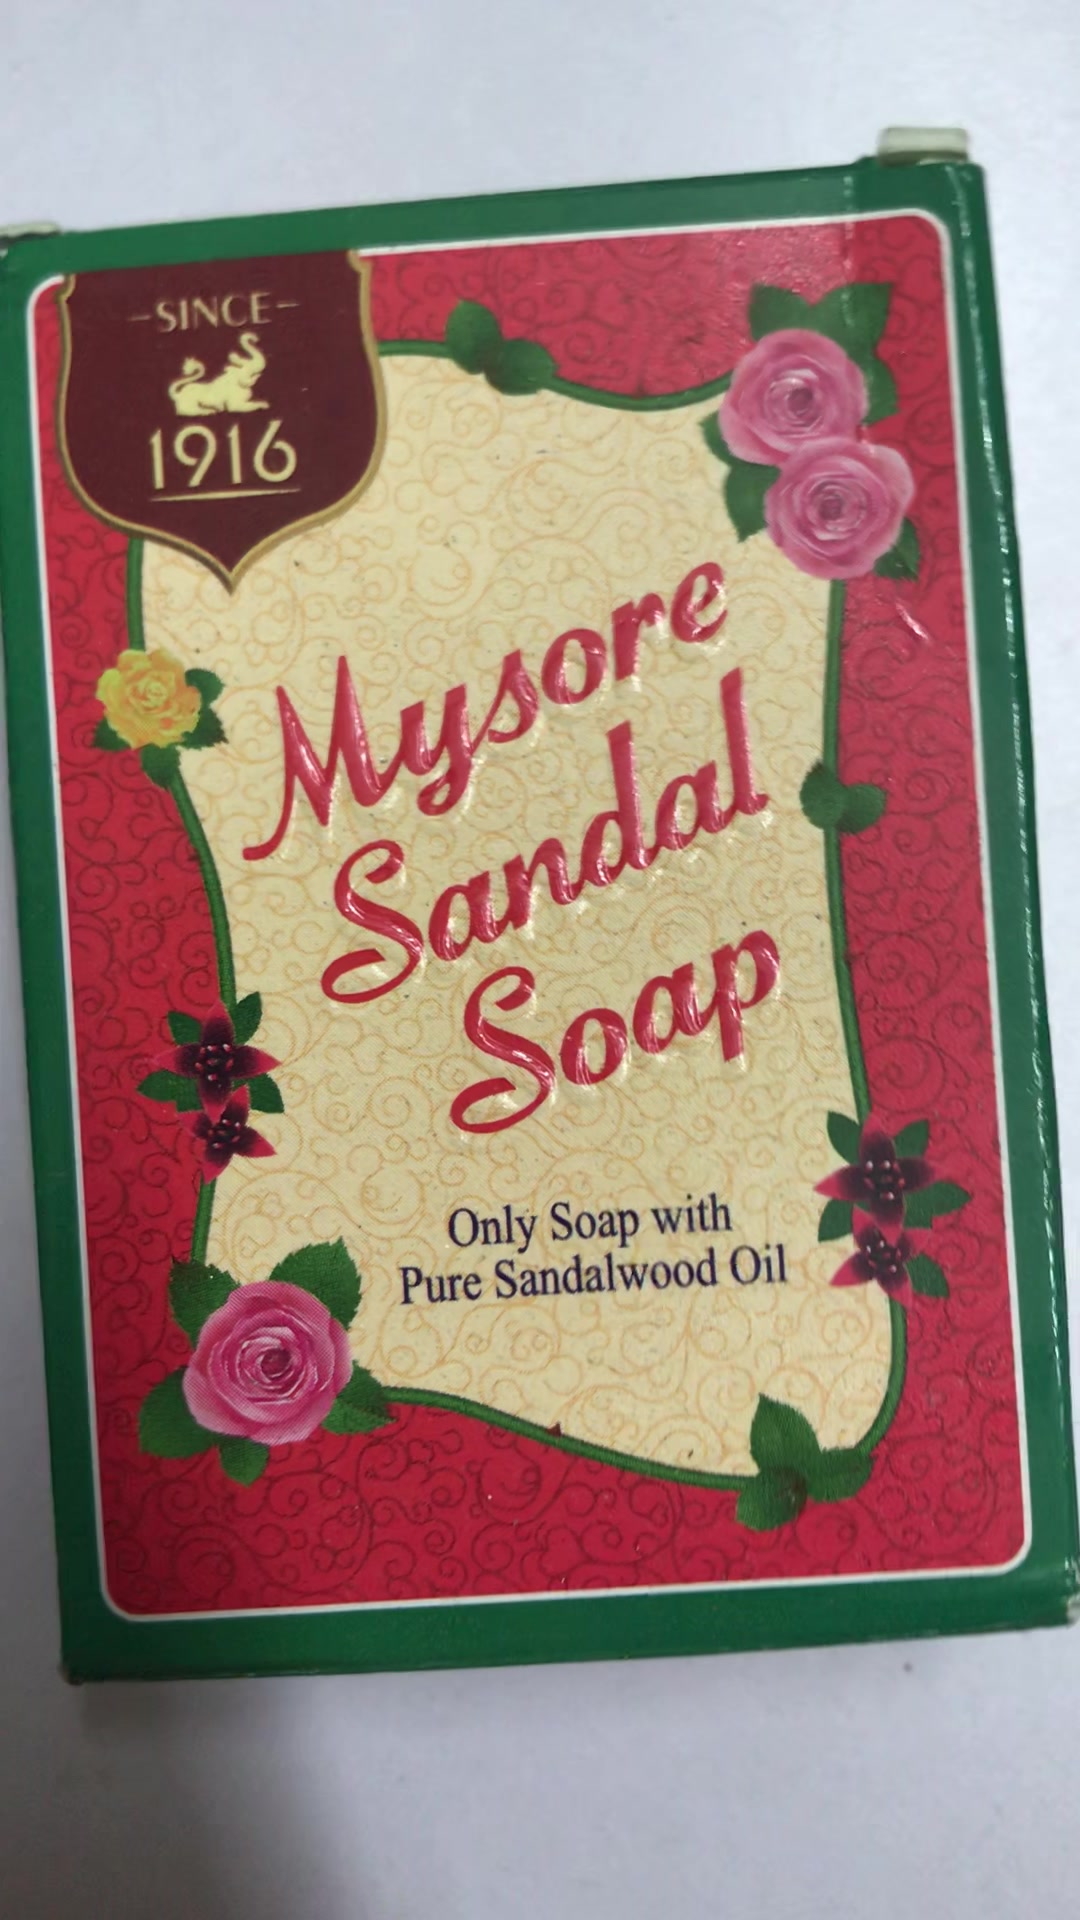 -SINCE-
1916
Mysore
Sandal
Soap
Only Soap with
Pure Sandalwood Oil